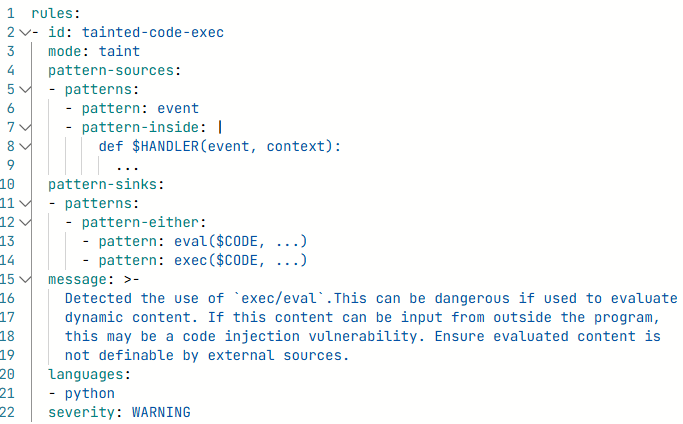 1 rules:
2 - id: tainted-code-exec
3 mode: taint
4 pattern-sources:
5 - patterns:
6 - pattern: event
7 - pattern-inside: |
8 def $HANDLER(event, context):
9 ...
10 pattern-sinks:
11 - patterns:
12 - pattern-either:
13 - pattern: eval($CODE, ...)
14 - pattern: exec($CODE, ...)
15 message: >-
16 Detected the use of `exec/eval`.This can be dangerous if used to evaluate
17 dynamic content. If this content can be input from outside the program,
18 this may be a code injection vulnerability. Ensure evaluated content is
19 not definable by external sources.
20 languages:
21 - python
22 severity: WARNING